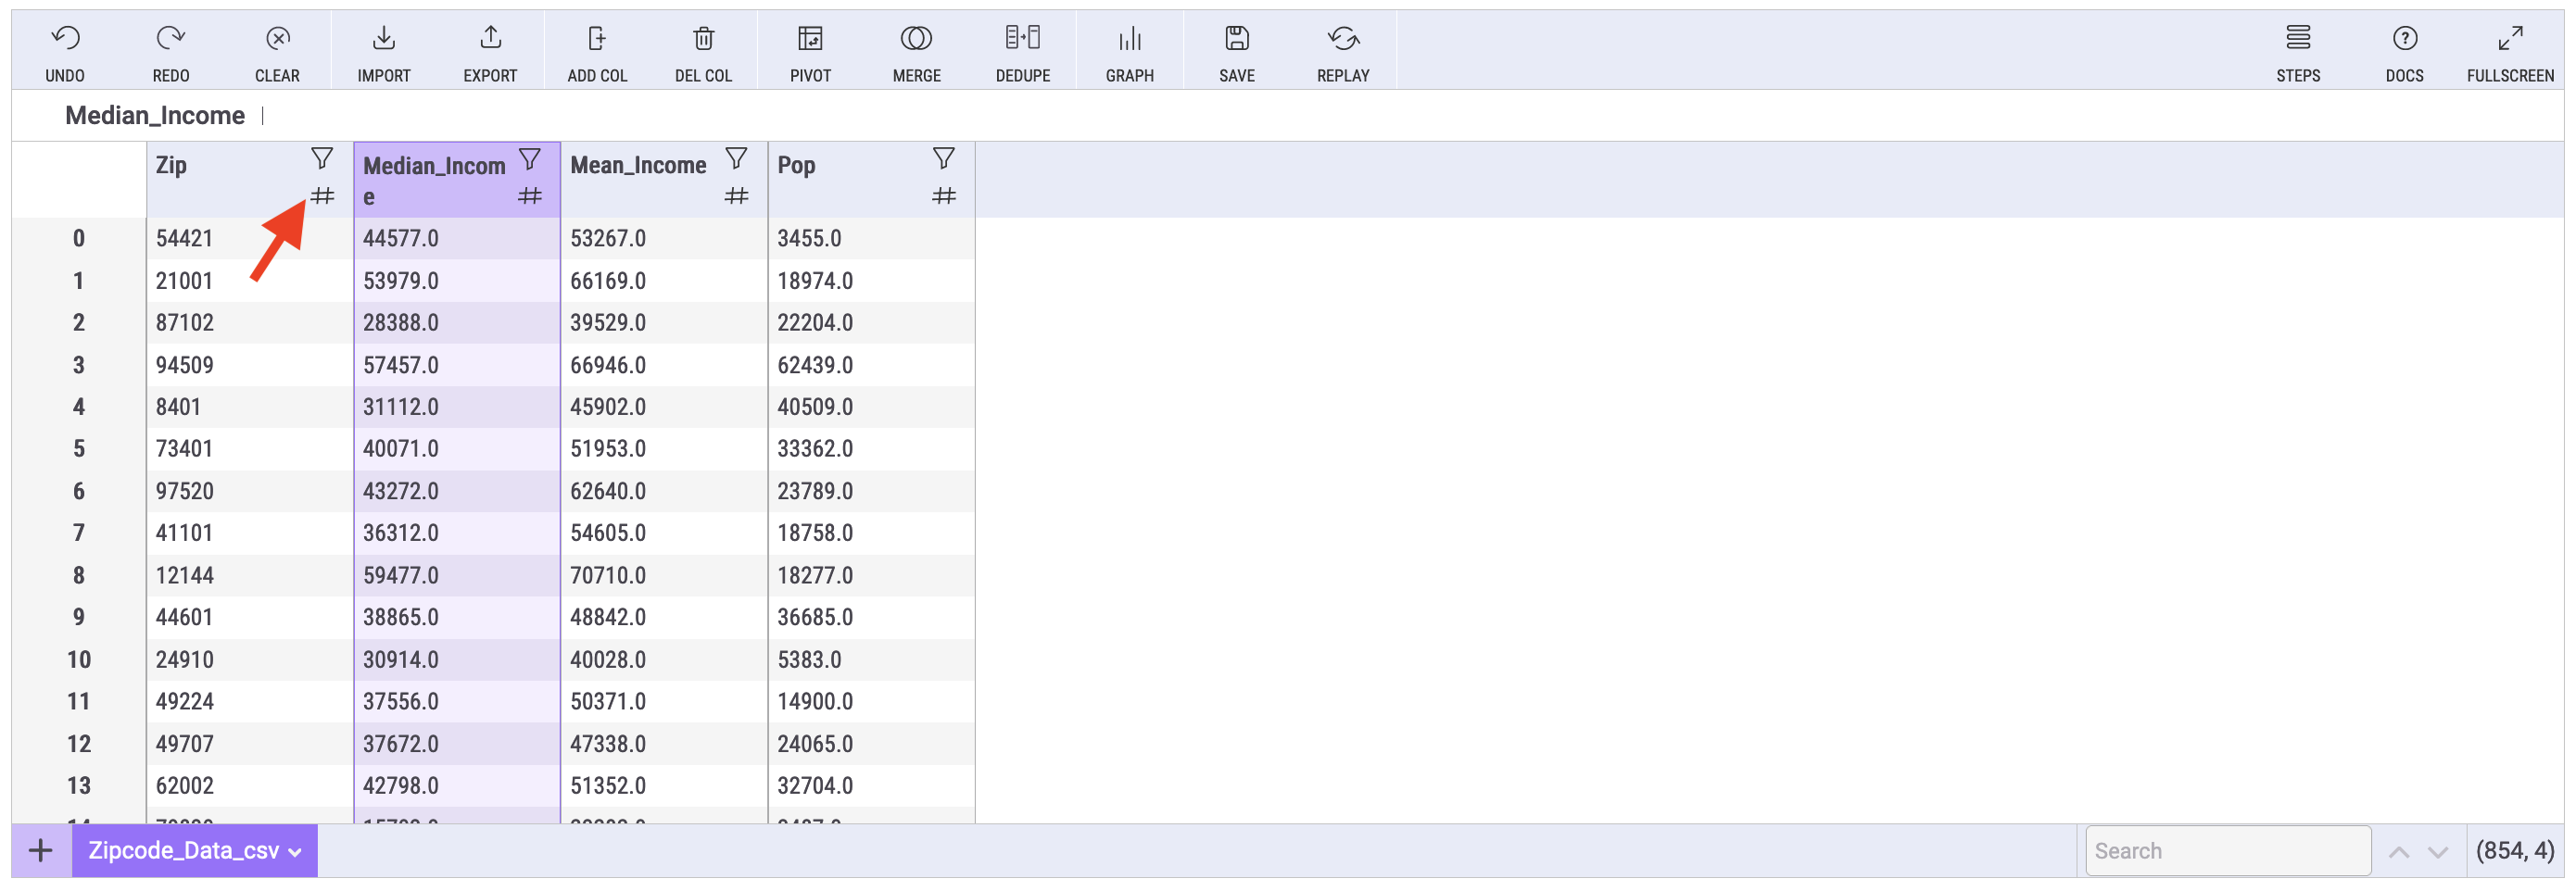 UNDO REDO CLEAR IMPORT EXPORT ADD COL DEL COL PIVOT MERGE DEDUPE GRAPH SAVE REPLAY STEPS DOCS FULLSCREEN
Median_Income
Zip Median_Incom Mean_Income Pop
e
0 54421 44577.0 53267.0 3455.0
1 21001 53979.0 66169.0 18974.0
2 87102 28388.0 39529.0 22204.0
3 94509 57457.0 66946.0 62439.0
4 8401 31112.0 45902.0 40509.0
5 73401 40071.0 51953.0 33362.0
6 97520 43272.0 62640.0 23789.0
7 41101 36312.0 54605.0 18758.0
8 12144 59477.0 70710.0 18277.0
9 44601 38865.0 48842.0 36685.0
10 24910 30914.0 40028.0 5383.0
11 49224 37556.0 50371.0 14900.0
12 49707 37672.0 47338.0 24065.0
13 62002 42798.0 51352.0 32704.0
14
+ Zipcode_Data_csv Search (854, 4)